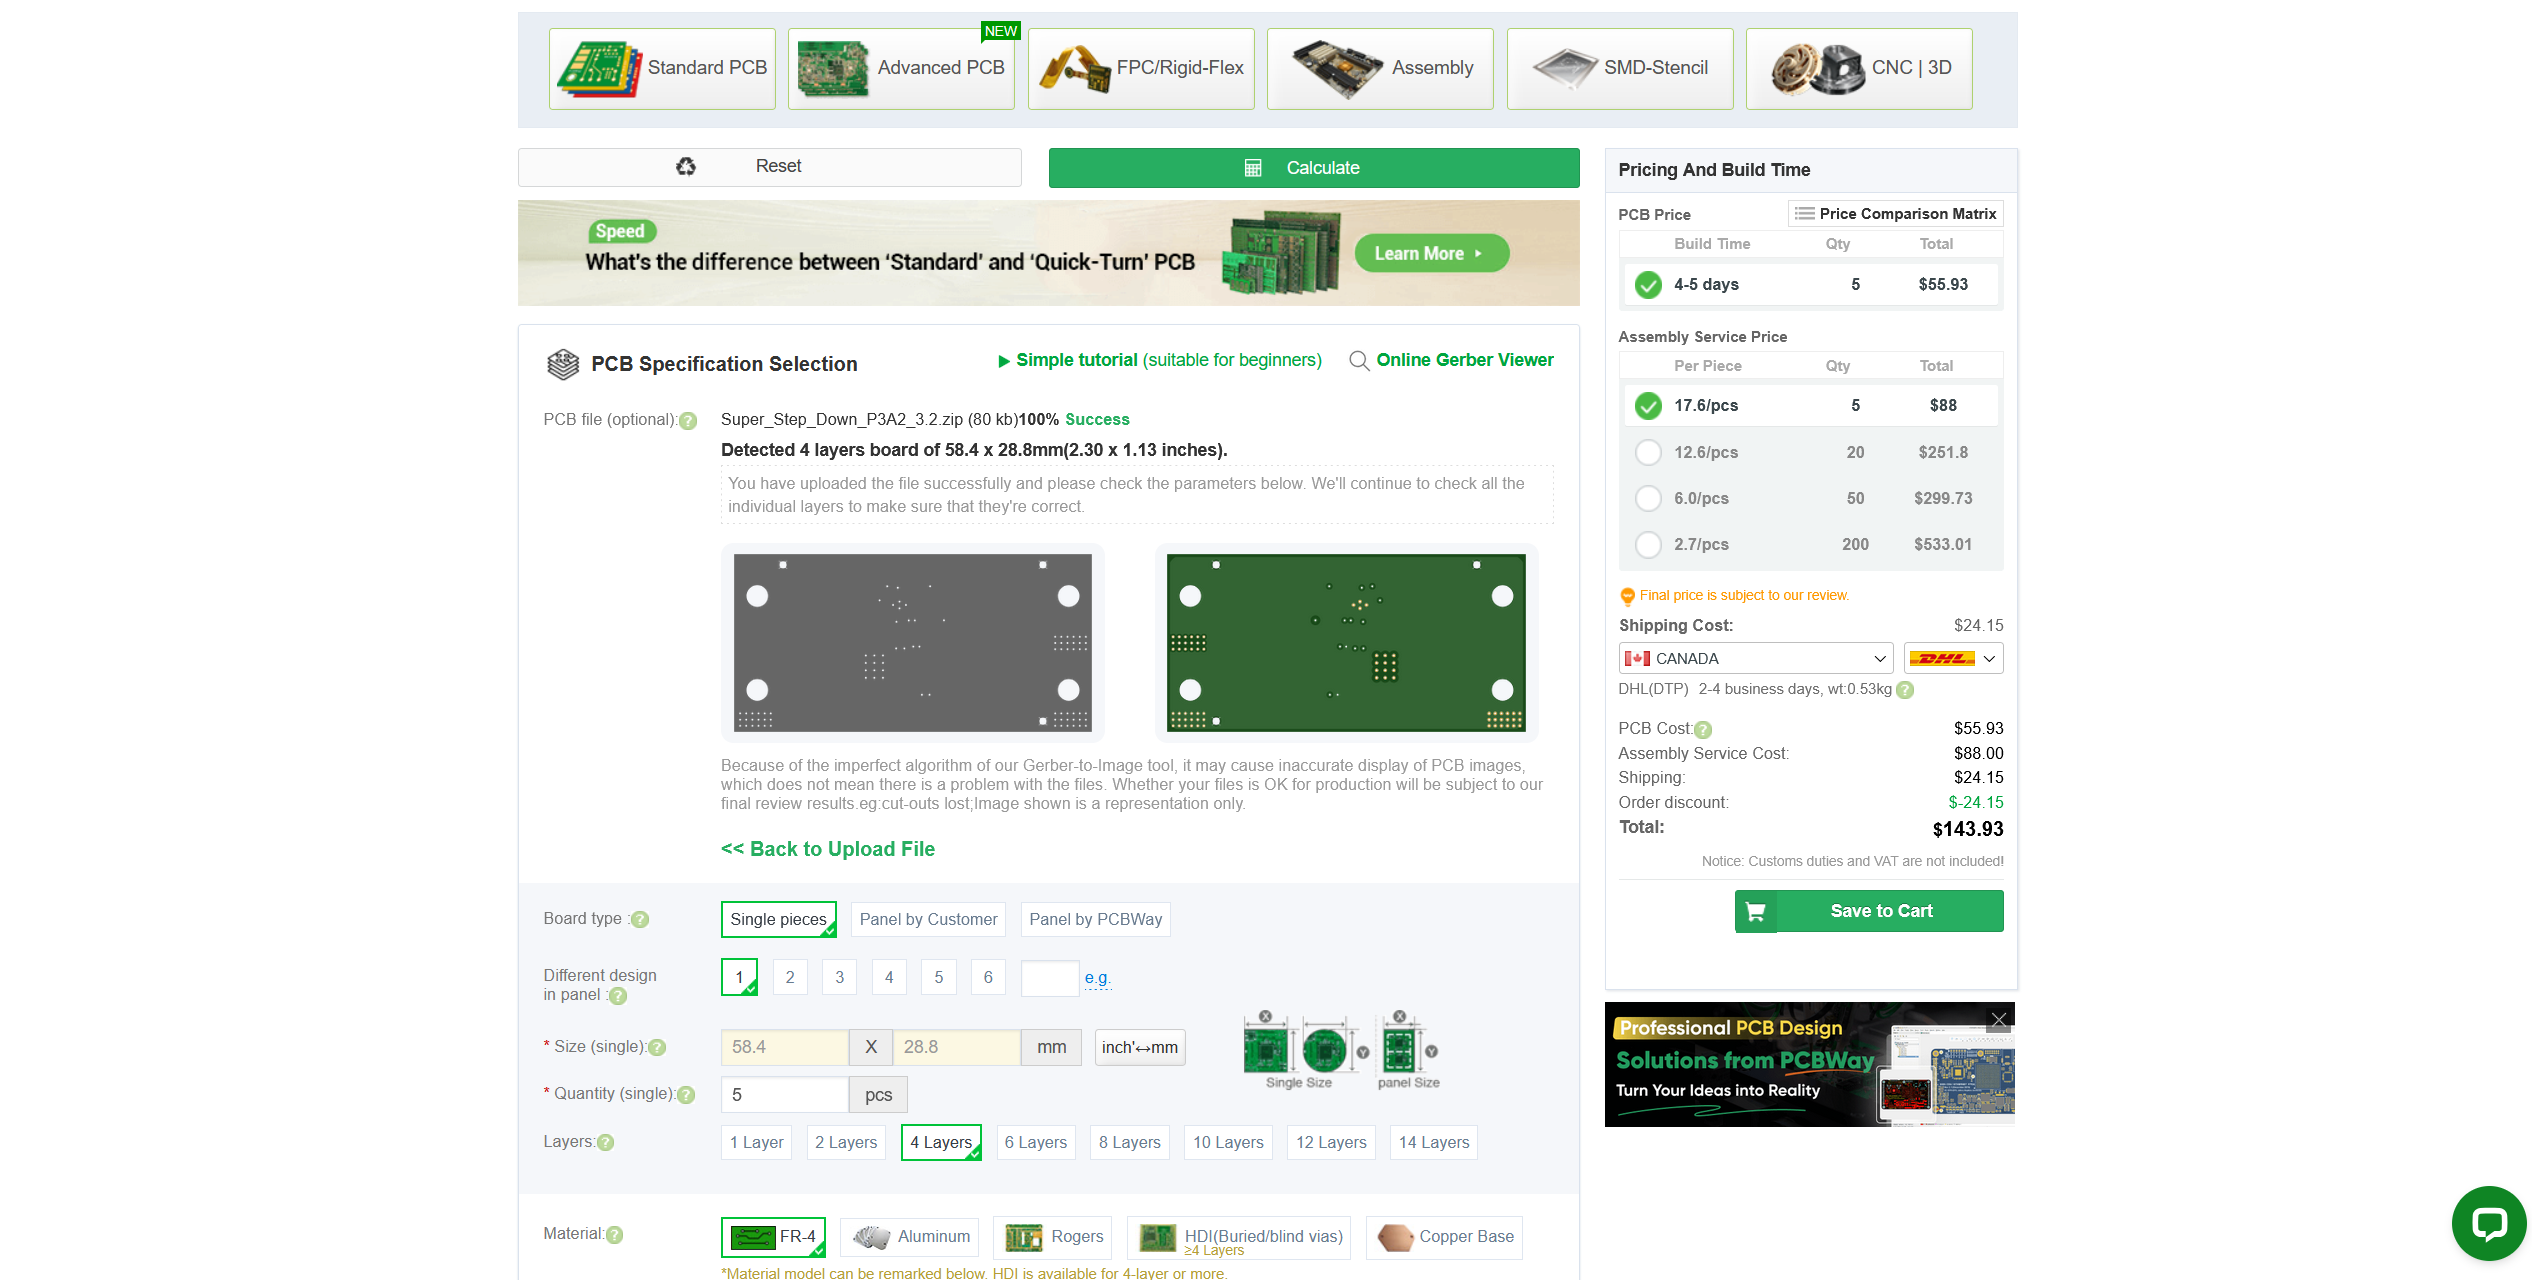 Standard PCB
NEW
Advanced PCB
FPC/Rigid-Flex
Assembly
SMD-Stencil
CNC | 3D
Reset
Calculate
Speed
What's the difference between 'Standard' and 'Quick-Turn' PCB
Learn More
PCB Specification Selection
Simple tutorial (suitable for beginners)
Online Gerber Viewer
PCB file (optional):?
Super_Step_Down_P3A2_3.2.zip (80 kb)100% Success
Detected 4 layers board of 58.4 x 28.8mm(2.30 x 1.13 inches).
You have uploaded the file successfully and please check the parameters below. We'll continue to check all the
individual layers to make sure that they're correct.
Because of the imperfect algorithm of our Gerber-to-Image tool, it may cause inaccurate display of PCB images,
which does not mean there is a problem with the files. Whether your files is OK for production will be subject to our
final review results.eg:cut-outs lost;Image shown is a representation only.
<< Back to Upload File
Board type :?
Single pieces
Panel by Customer
Panel by PCBWay
Different design
in panel :?
1 2 3 4 5 6
e.g.
* Size (single):?
58.4 X 28.8 mm
inch'↔mm
X X
Y Y
Single Size
panel Size
* Quantity (single):?
5 pcs
Layers:?
1 Layer 2 Layers 4 Layers 6 Layers 8 Layers 10 Layers 12 Layers 14 Layers
Material:?
FR-4
Aluminum
Rogers
HDI(Buried/blind vias)
≥4 Layers
Copper Base
*Material model can be remarked below. HDI is available for 4-layer or more.
Pricing And Build Time
PCB Price
Price Comparison Matrix
Build Time Qty Total
4-5 days 5 $55.93
Assembly Service Price
Per Piece Qty Total
17.6/pcs 5 $88
12.6/pcs 20 $251.8
6.0/pcs 50 $299.73
2.7/pcs 200 $533.01
Final price is subject to our review.
Shipping Cost: $24.15
CANADA
DHL
DHL(DTP) 2-4 business days, wt:0.53kg ?
PCB Cost:? $55.93
Assembly Service Cost: $88.00
Shipping: $24.15
Order discount: $-24.15
Total: $143.93
Notice: Customs duties and VAT are not included!
Save to Cart
Professional PCB Design
Solutions from PCBWay
Turn Your Ideas into Reality